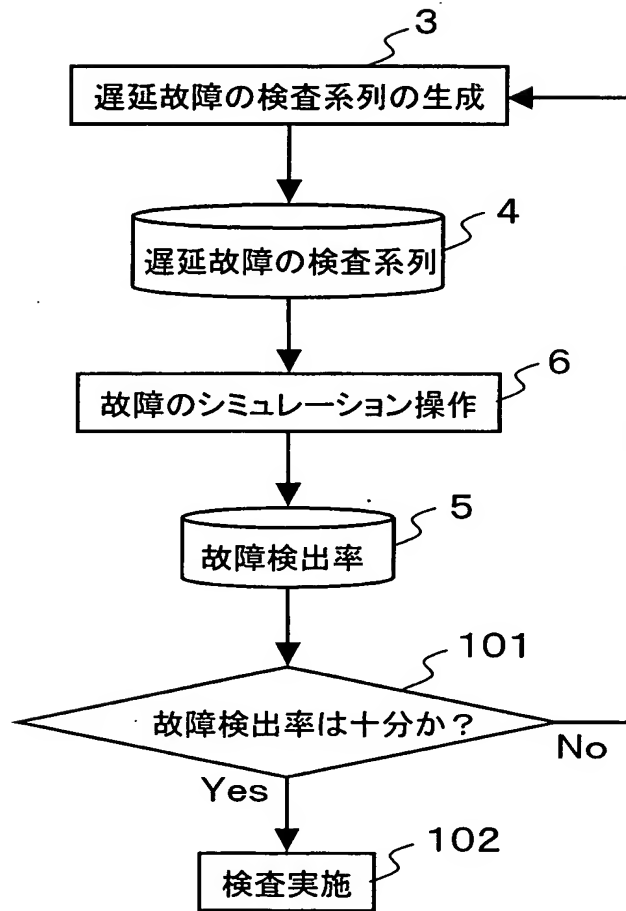 3
遅延故障の検査系列の生成
4
遅延故障の検査系列
6
故障のシミュレーション操作
5
故障検出率
101
故障検出率は十分か？
No
Yes
102
検査実施